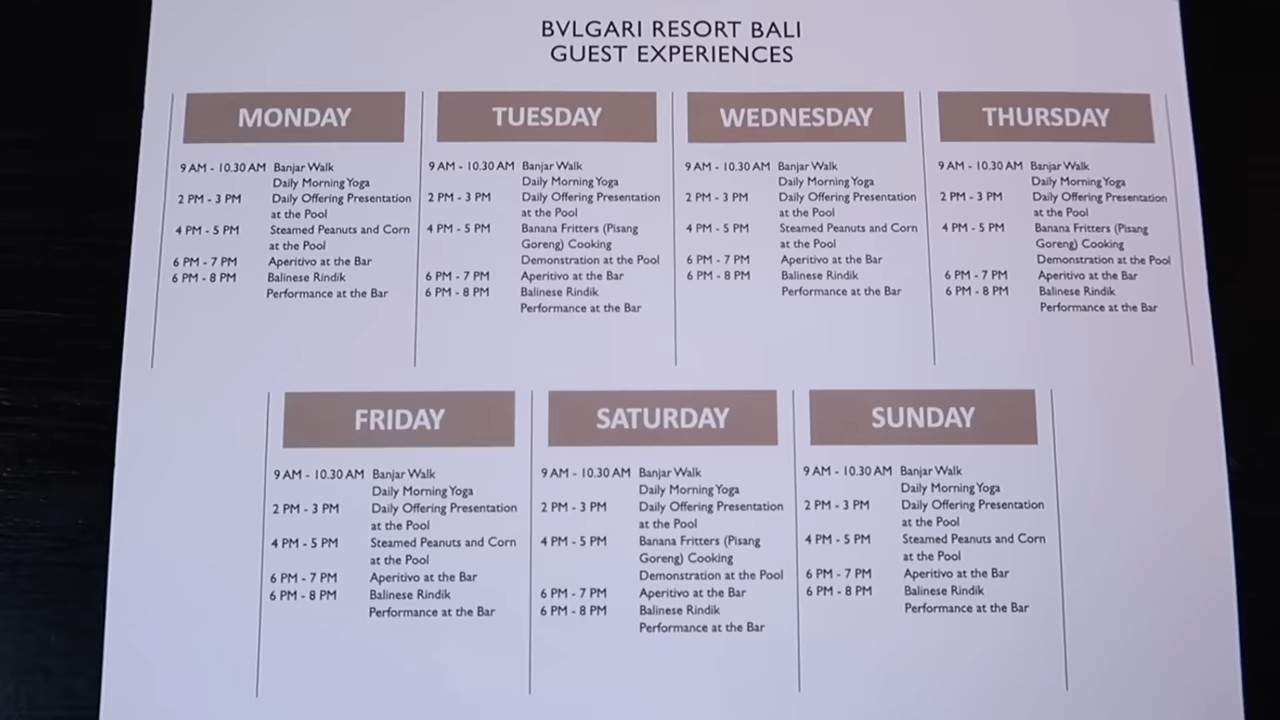 BVLGARI RESORT BALI
GUEST EXPERIENCES
MONDAY
9 AM - 10.30 AM Banjar Walk
Daily Morning Yoga
2 PM - 3 PM Daily Offering Presentation
at the Pool
4 PM - 5 PM Steamed Peanuts and Corn
at the Pool
6 PM - 7 PM Aperitivo at the Bar
6 PM - 8 PM Balinese Rindik
Performance at the Bar
TUESDAY
9 AM - 10.30 AM Banjar Walk
Daily Morning Yoga
2 PM - 3 PM Daily Offering Presentation
at the Pool
4 PM - 5 PM Banana Fritters (Pisang
Goreng) Cooking
Demonstration at the Pool
6 PM - 7 PM Aperitivo at the Bar
6 PM - 8 PM Balinese Rindik
Performance at the Bar
WEDNESDAY
9 AM - 10.30 AM Banjar Walk
Daily Morning Yoga
2 PM - 3 PM Daily Offering Presentation
at the Pool
4 PM - 5 PM Steamed Peanuts and Corn
at the Pool
6 PM - 7 PM Aperitivo at the Bar
6 PM - 8 PM Balinese Rindik
Performance at the Bar
THURSDAY
9 AM - 10.30 AM Banjar Walk
Daily Morning Yoga
2 PM - 3 PM Daily Offering Presentation
at the Pool
4 PM - 5 PM Banana Fritters (Pisang
Goreng) Cooking
Demonstration at the Pool
6 PM - 7 PM Aperitivo at the Bar
6 PM - 8 PM Balinese Rindik
Performance at the Bar
FRIDAY
9 AM - 10.30 AM Banjar Walk
Daily Morning Yoga
2 PM - 3 PM Daily Offering Presentation
at the Pool
4 PM - 5 PM Steamed Peanuts and Corn
at the Pool
6 PM - 7 PM Aperitivo at the Bar
6 PM - 8 PM Balinese Rindik
Performance at the Bar
SATURDAY
9 AM - 10.30 AM Banjar Walk
Daily Morning Yoga
2 PM - 3 PM Daily Offering Presentation
at the Pool
4 PM - 5 PM Banana Fritters (Pisang
Goreng) Cooking
Demonstration at the Pool
6 PM - 7 PM Aperitivo at the Bar
6 PM - 8 PM Balinese Rindik
Performance at the Bar
SUNDAY
9 AM - 10.30 AM Banjar Walk
Daily Morning Yoga
2 PM - 3 PM Daily Offering Presentation
at the Pool
4 PM - 5 PM Steamed Peanuts and Corn
at the Pool
6 PM - 7 PM Aperitivo at the Bar
6 PM - 8 PM Balinese Rindik
Performance at the Bar